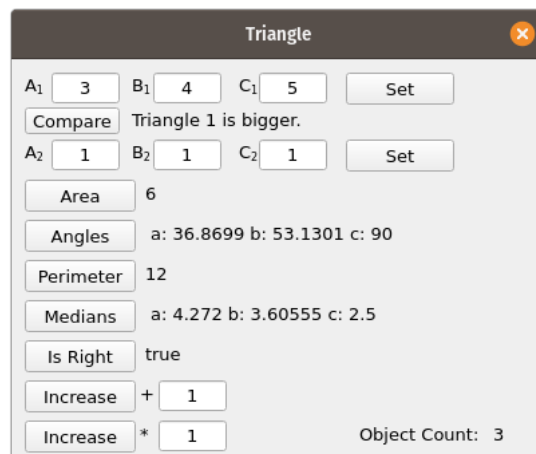 Triangle
A₁ 3 B₁ 4 C₁ 5 Set
Compare Triangle 1 is bigger.
A₂ 1 B₂ 1 C₂ 1 Set
Area 6
Angles a: 36.8699 b: 53.1301 c: 90
Perimeter 12
Medians a: 4.272 b: 3.60555 c: 2.5
Is Right true
Increase + 1
Increase * 1 Object Count: 3